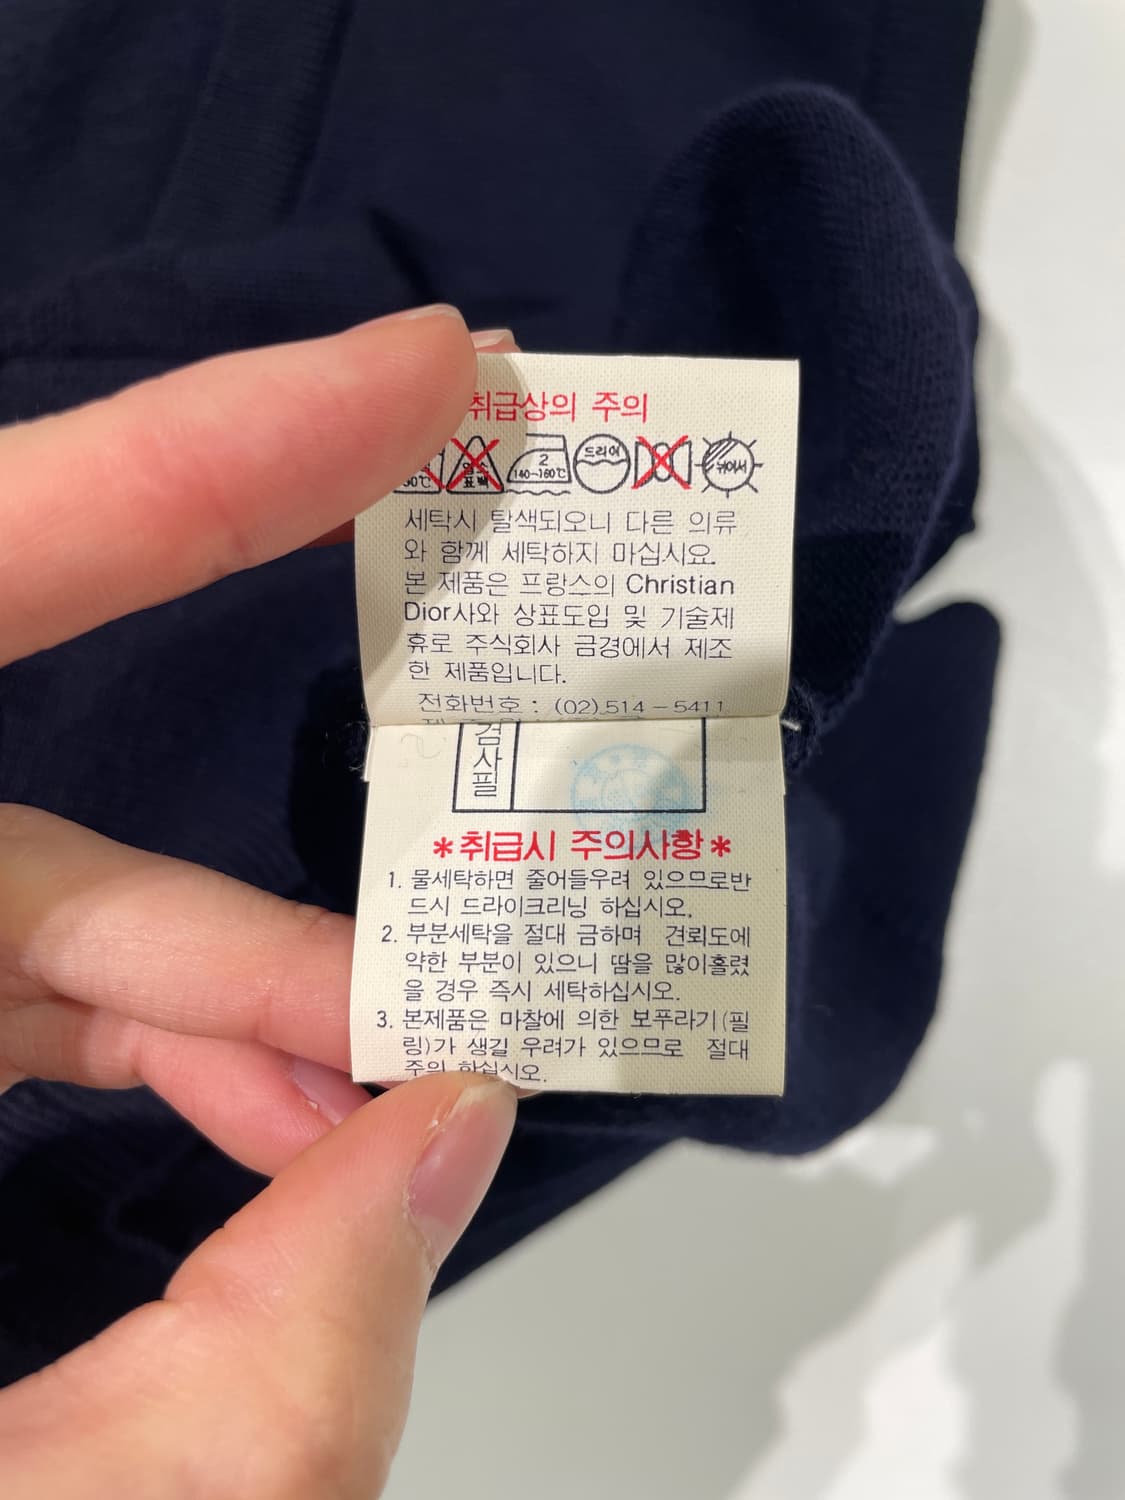 취급상의 주의
염소
표백
2
140~160℃
드라이
뉘어서
세탁시 탈색되오니 다른 의류
와 함께 세탁하지 마십시요.
본 제품은 프랑스의 Christian
Dior사와 상표도입 및 기술제
휴로 주식회사 금경에서 제조
한 제품입니다.
전화번호 : (02) 514-5411
검
사
필
*취급시 주의사항*
1. 물세탁하면 줄어들우려 있으므로반
드시 드라이크리닝 하십시오.
2. 부분세탁을 절대 금하며 견뢰도에
약한 부분이 있으니 땀을 많이흘렸
을 경우 즉시 세탁하십시오.
3. 본제품은 마찰에 의한 보푸라기(필
링)가 생길 우려가 있으므로 절대
주의 하십시오.